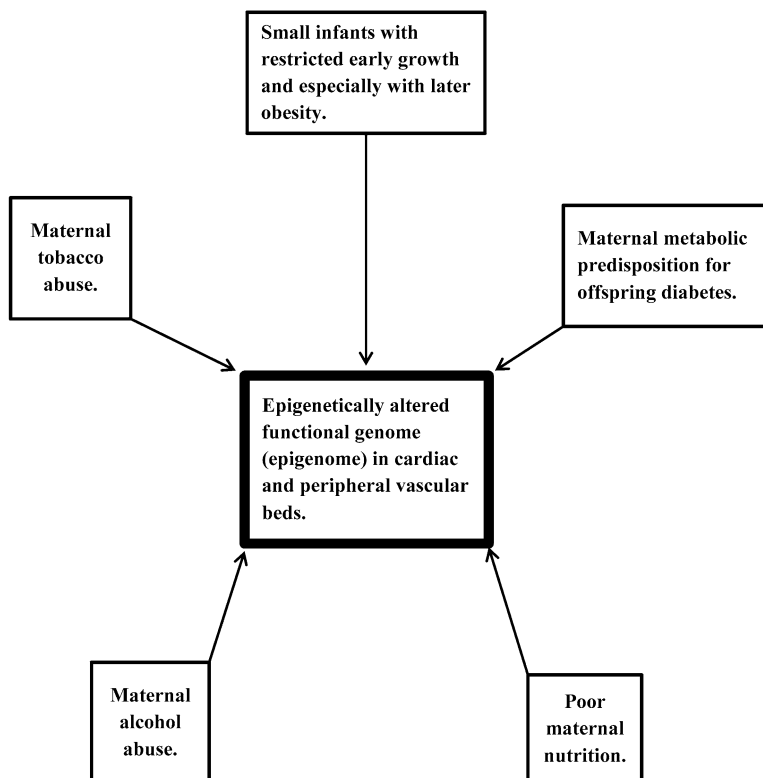 Small infants with
restricted early growth
and especially with later
obesity.
Maternal
tobacco
abuse.
Maternal metabolic
predisposition for
offspring diabetes.
Epigenetically altered
functional genome
(epigenome) in cardiac
and peripheral vascular
beds.
Maternal
alcohol
abuse.
Poor
maternal
nutrition.